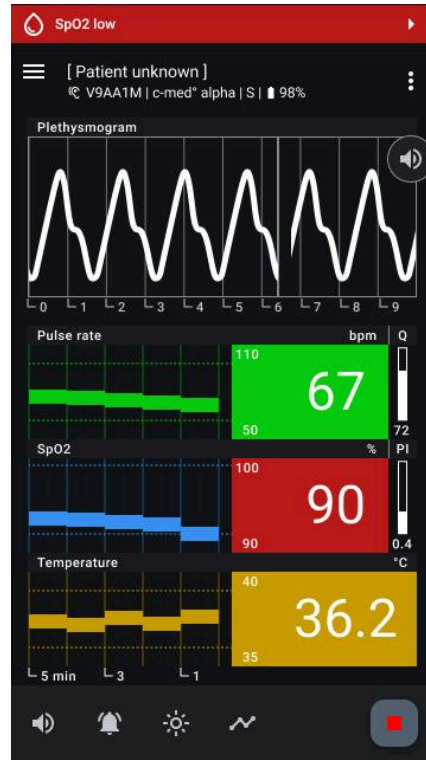 SpO2 low
[ Patient unknown ]
V9AA1M | c-med° alpha | S | 98%
Plethysmogram
0 1 2 3 4 5 6 7 8 9
Pulse rate bpm Q
110
67
50 72
SpO2 % PI
100
90
90 0.4
Temperature °C
40
36.2
35
5 min 3 1